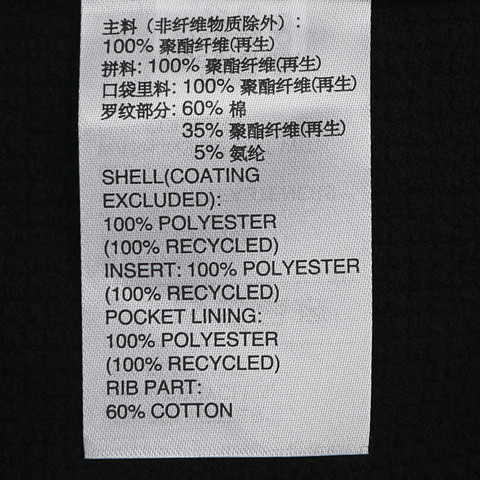 主料（非纤维物质除外）:
100% 聚酯纤维(再生)
拼料: 100% 聚酯纤维(再生)
口袋里料: 100% 聚酯纤维(再生)
罗纹部分: 60% 棉
35% 聚酯纤维(再生)
5% 氨纶
SHELL(COATING
EXCLUDED):
100% POLYESTER
(100% RECYCLED)
INSERT: 100% POLYESTER
(100% RECYCLED)
POCKET LINING:
100% POLYESTER
(100% RECYCLED)
RIB PART:
60% COTTON